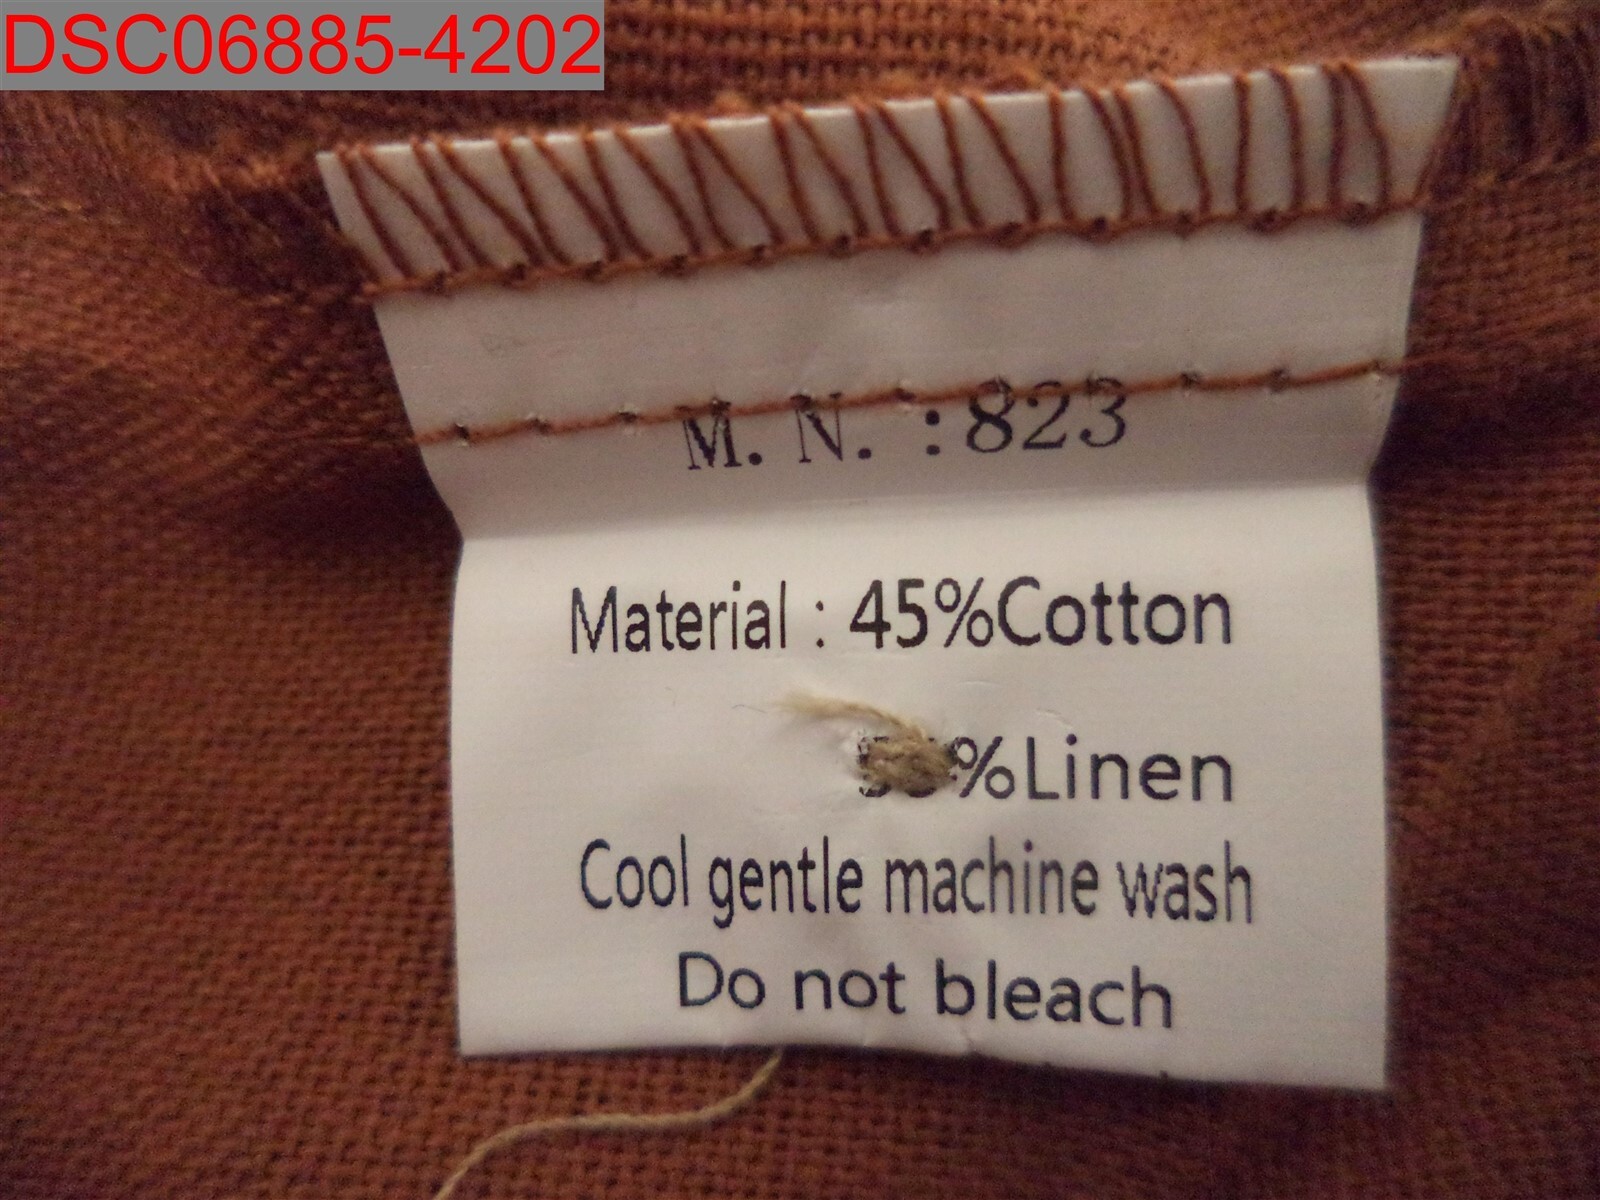 DSC06885-4202
M. N. :823
Material : 45%Cotton
%Linen
Cool gentle machine wash
Do not bleach